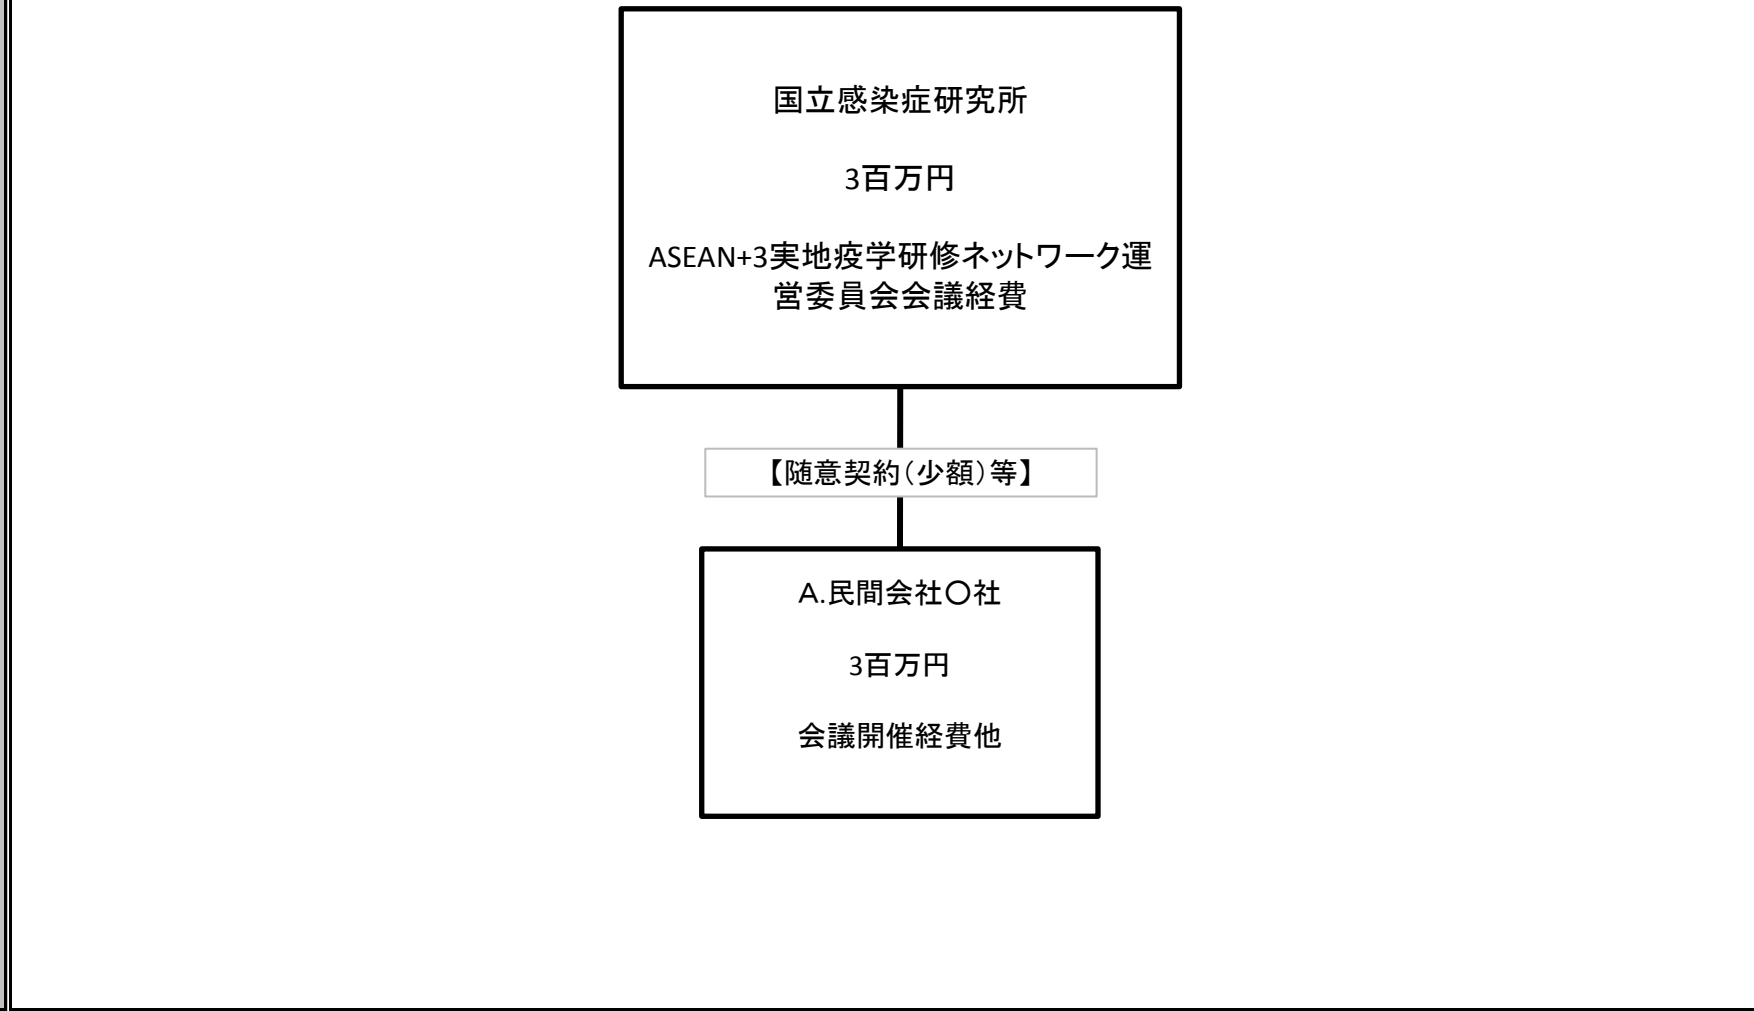 国立感染症研究所
3百万円
ASEAN+3実地疫学研修ネットワーク運
営委員会会議経費
【随意契約（少額）等】
A.民間会社〇社
3百万円
会議開催経費他